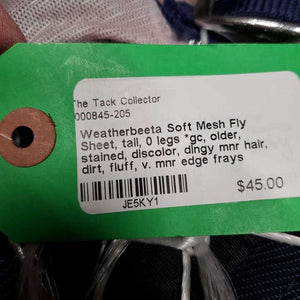 The Tack Collector
000845-205
Weatherbeeta Soft Mesh Fly
Sheet, tail, 0 legs *gc, older,
stained, discolor, dingy mnr hair,
dirt, fluff, v. mnr edge frays
$45.00
JE5KY1